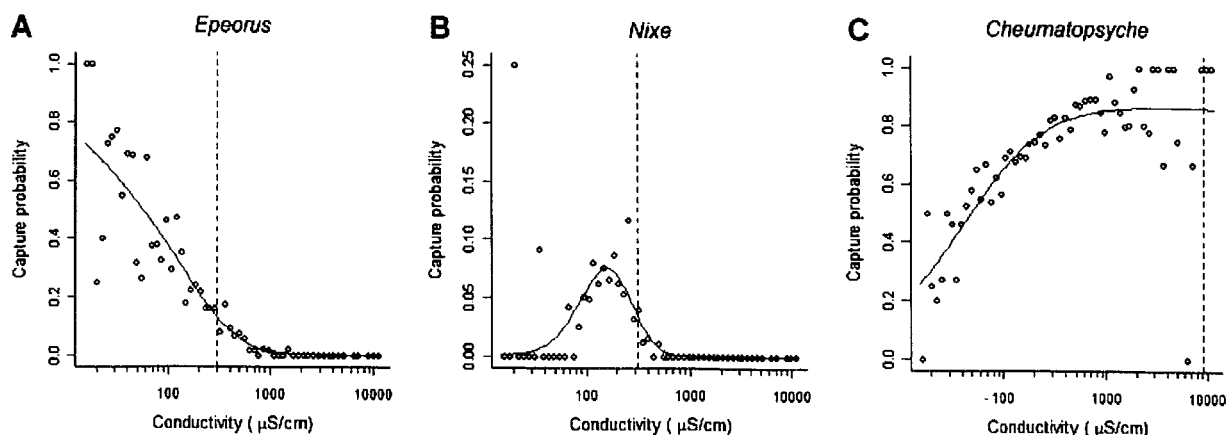 A
Epeorus
B
Nixe
C
Cheumatopsyche
Capture probability
1.0
0.8
0.6
0.4
0.2
0.0
100
1000
10000
Conductivity ( µS/cm)
Capture probability
0.25
0.20
0.15
0.10
0.05
0.00
100
1000
10000
Conductivity ( µS/cm)
Capture probability
1.0
0.8
0.6
0.4
0.2
0.0
100
1000
10000
Conductivity ( µS/cm)